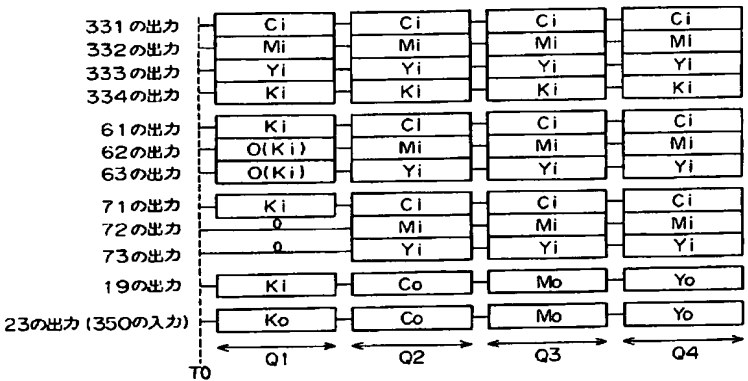 331の出力 Ci Ci Ci Ci
332の出力 Mi Mi Mi Mi
333の出力 Yi Yi Yi Yi
334の出力 Ki Ki Ki Ki
61の出力 Ki Ci Ci Ci
62の出力 O(Ki) Mi Mi Mi
63の出力 O(Ki) Yi Yi Yi
71の出力 Ki Ci Ci Ci
72の出力 0 Mi Mi Mi
73の出力 0 Yi Yi Yi
19の出力 Ki Co Mo Yo
23の出力(350の入力) Ko Co Mo Yo
T0 Q1 Q2 Q3 Q4